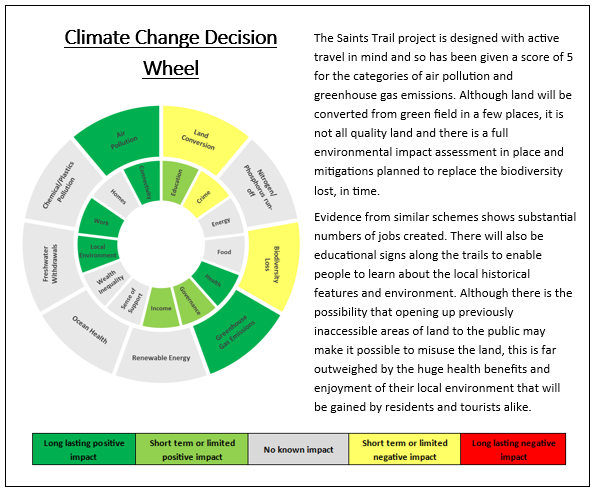 Climate Change Decision
Wheel
Air
Pollution
Land
Conversion
Nitrogen/
Phosphorus run-
off
Biodiversity
Loss
Greenhouse
Gas Emissions
Renewable Energy
Ocean Health
Freshwater
Withdrawals
Chemical/Plastics
Pollution
Connectivity
Education
Crime
Energy
Food
Health
Governance
Income
Sense of
Support
Wealth
Inequality
Local
Environment
Work
Homes
The Saints Trail project is designed with active
travel in mind and so has been given a score of 5
for the categories of air pollution and
greenhouse gas emissions. Although land will be
converted from green field in a few places, it is
not all quality land and there is a full
environmental impact assessment in place and
mitigations planned to replace the biodiversity
lost, in time.
Evidence from similar schemes shows substantial
numbers of jobs created. There will also be
educational signs along the trails to enable
people to learn about the local historical
features and environment. Although there is the
possibility that opening up previously
inaccessible areas of land to the public may
make it possible to misuse the land, this is far
outweighed by the huge health benefits and
enjoyment of their local environment that will
be gained by residents and tourists alike.
Long lasting positive
impact
Short term or limited
positive impact
No known impact
Short term or limited
negative impact
Long lasting negative
impact